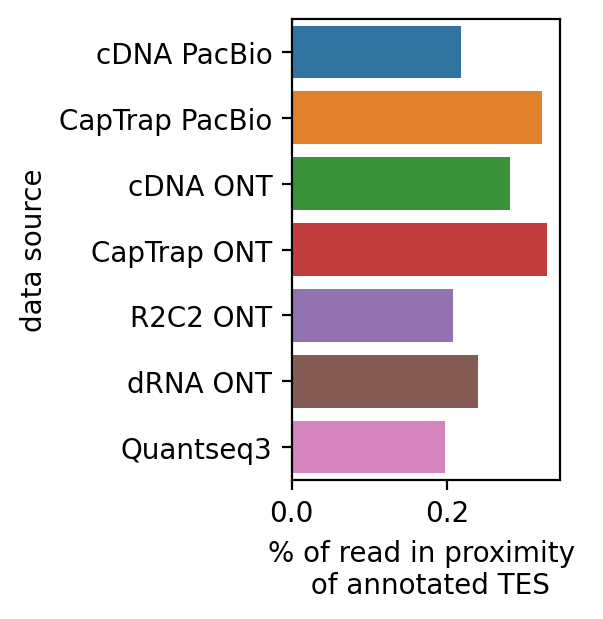 data source
cDNA PacBio
CapTrap PacBio
cDNA ONT
CapTrap ONT
R2C2 ONT
dRNA ONT
Quantseq3
0.0 0.2
% of read in proximity
of annotated TES